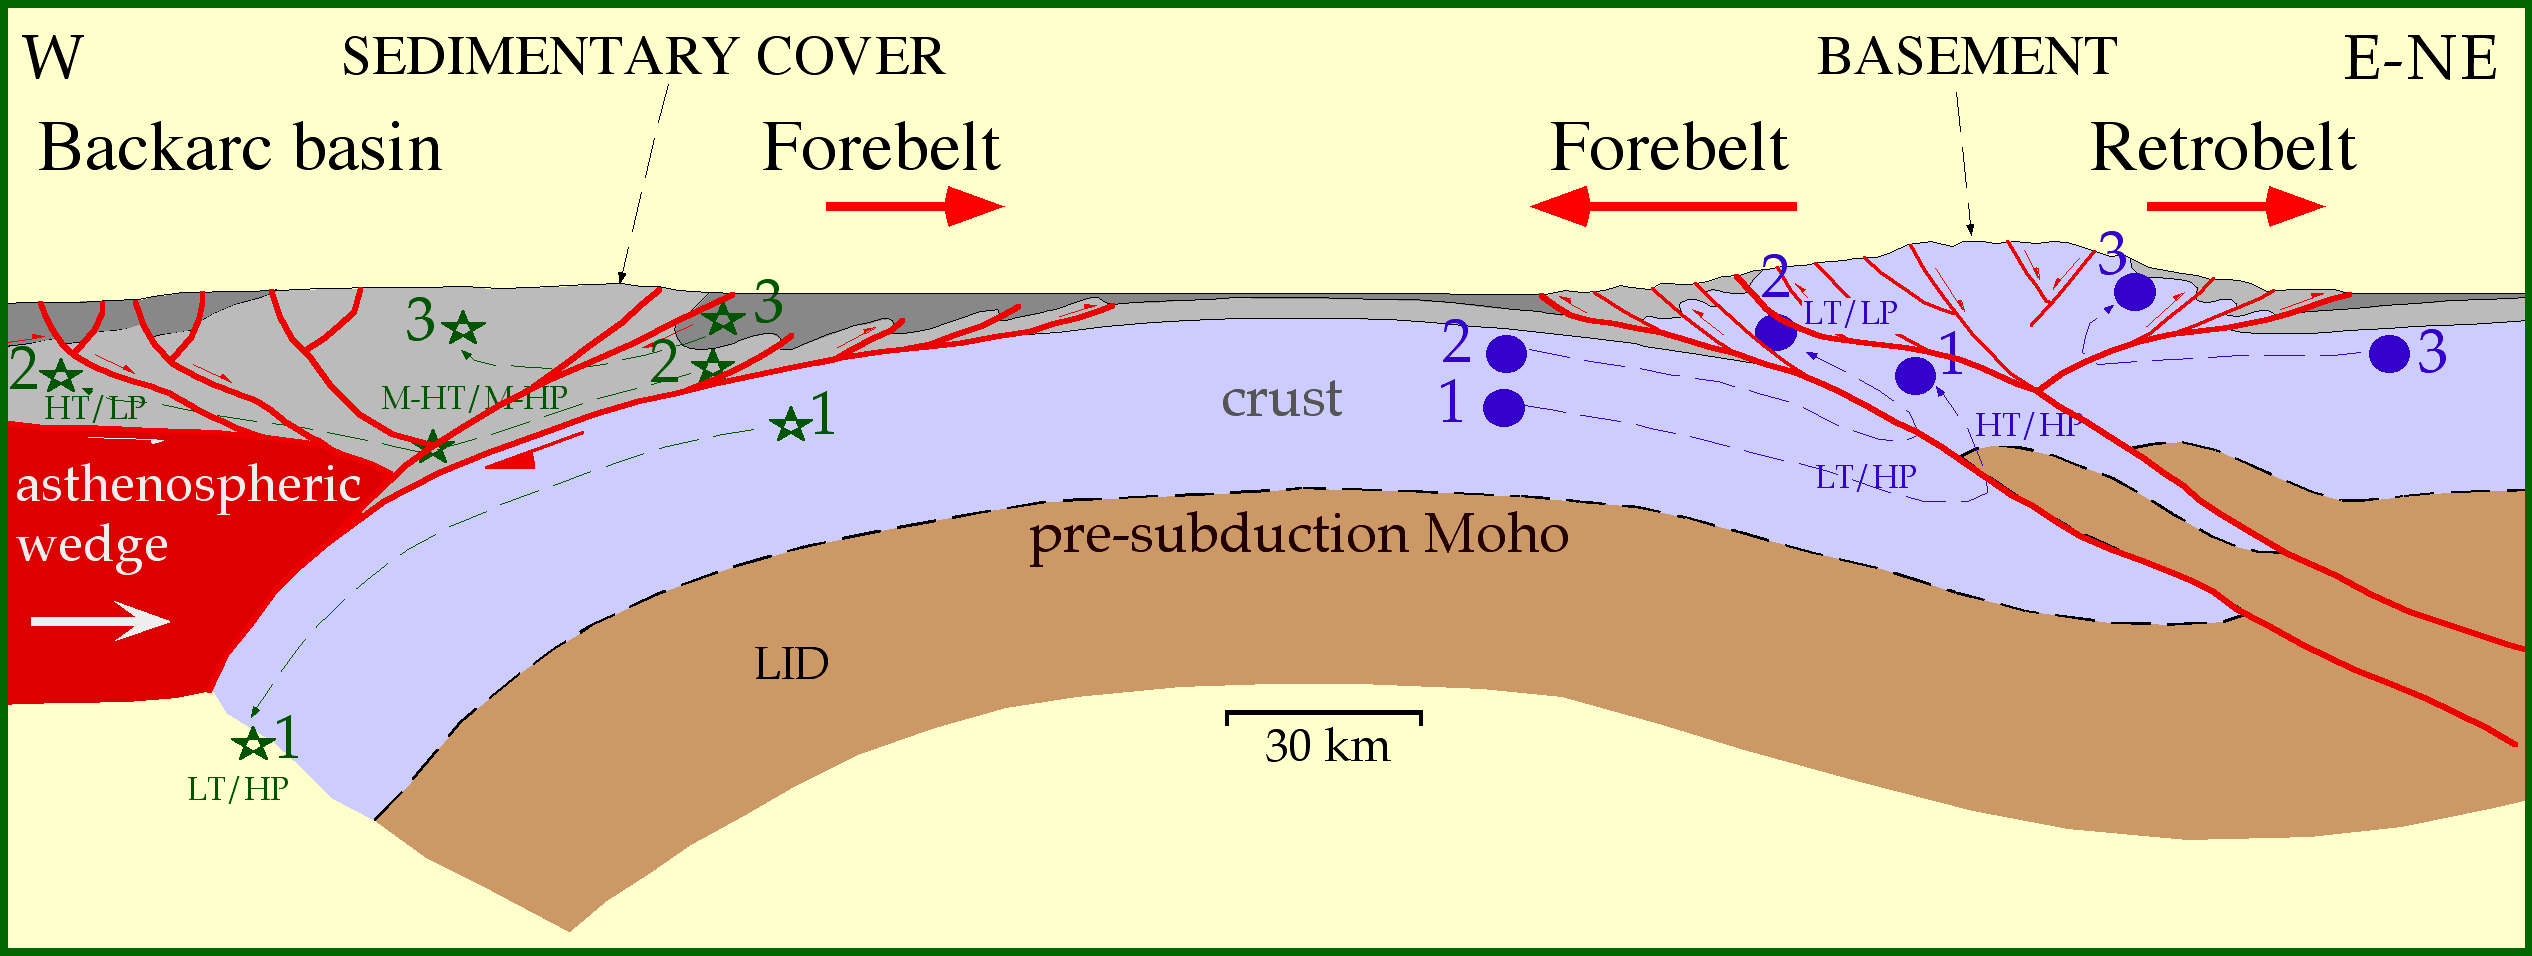 W
SEDIMENTARY COVER
BASEMENT
E-NE
Backarc basin
Forebelt
Forebelt
Retrobelt
3
3
2
2
HT/LP
M-HT/M-HP
1
asthenospheric
wedge
1
LT/HP
crust
pre-subduction Moho
LID
30 km
2
1
2
LT/LP
1
HT/HP
LT/HP
3
3